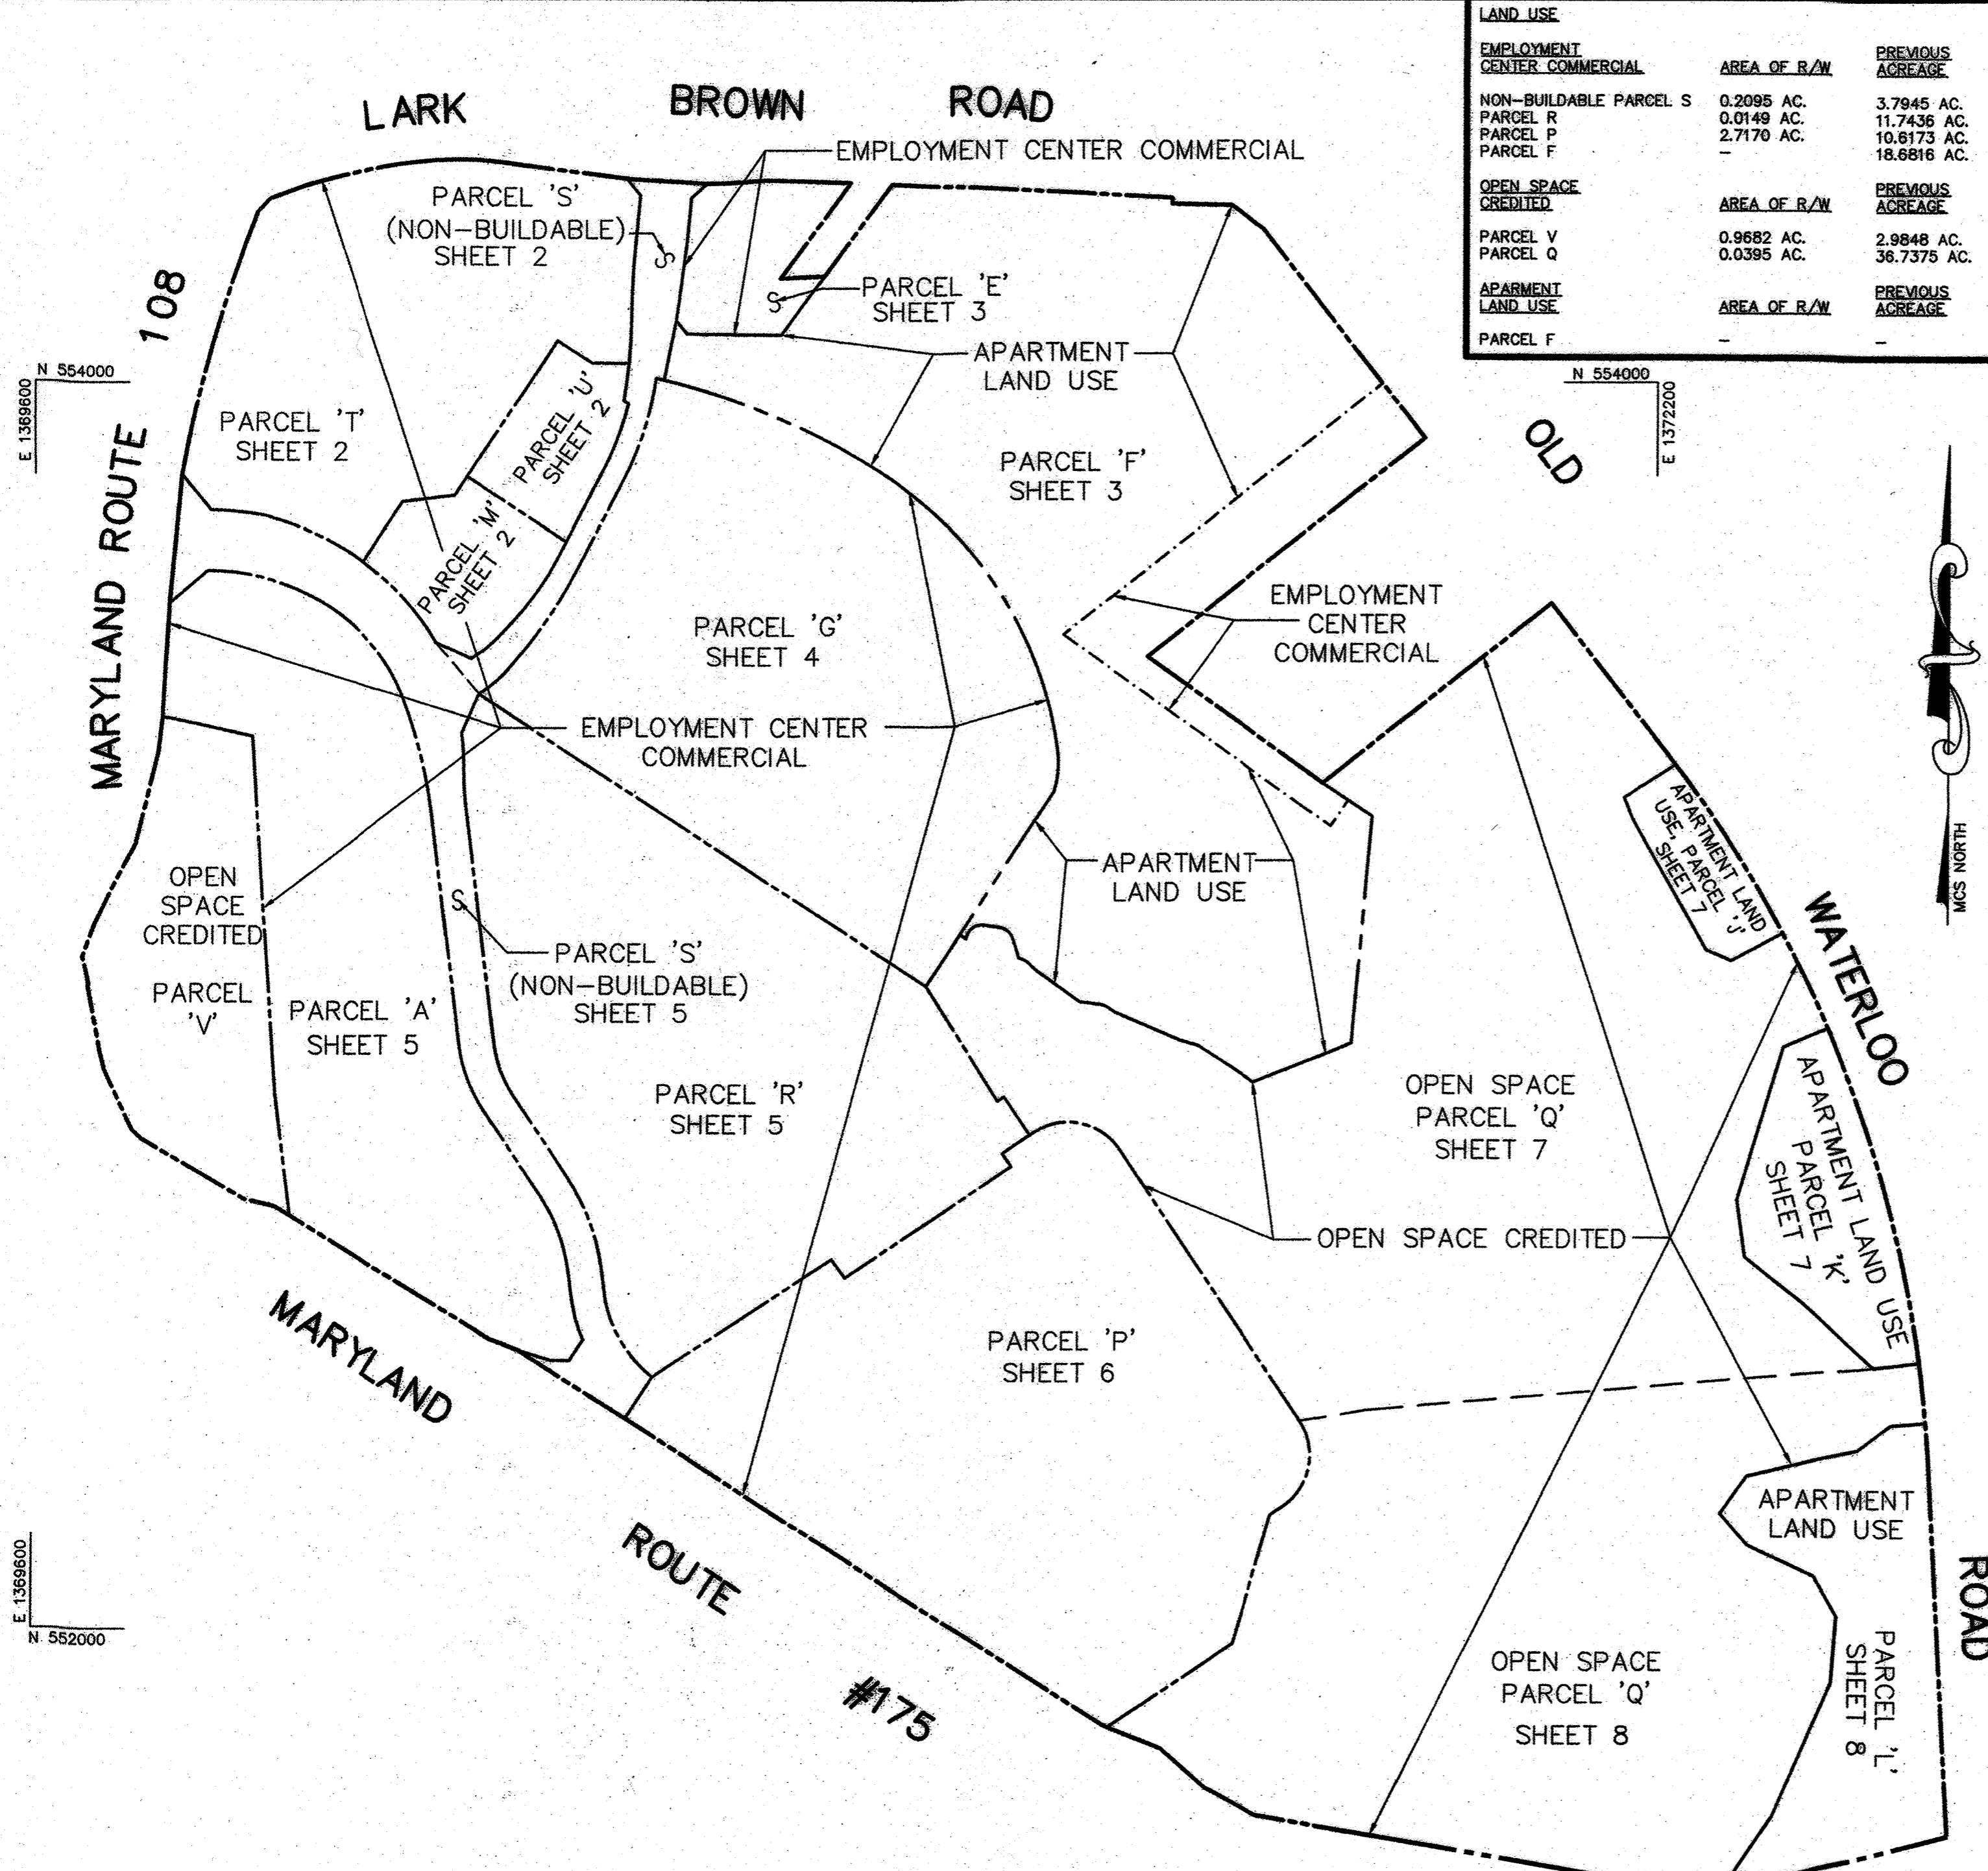 LAND USE
EMPLOYMENT
CENTER COMMERCIAL AREA OF R/W PREVIOUS ACREAGE
NON-BUILDABLE PARCEL S 0.2095 AC. 3.7945 AC.
PARCEL R 0.0149 AC. 11.7436 AC.
PARCEL P 2.7170 AC. 10.6173 AC.
PARCEL F - 18.6816 AC.
OPEN SPACE
CREDITED AREA OF R/W PREVIOUS ACREAGE
PARCEL V 0.9682 AC. 2.9848 AC.
PARCEL Q 0.0395 AC. 36.7375 AC.
APARMENT
LAND USE AREA OF R/W PREVIOUS ACREAGE
PARCEL F - -
LARK BROWN ROAD
EMPLOYMENT CENTER COMMERCIAL
PARCEL 'S'
(NON-BUILDABLE)
SHEET 2
S
PARCEL 'E'
SHEET 3
S
APARTMENT
LAND USE
N 554000
E 1369600
N 554000
E 1372200
MARYLAND ROUTE 108
PARCEL 'T'
SHEET 2
PARCEL 'U'
SHEET 2
PARCEL 'M'
SHEET 2
PARCEL 'F'
SHEET 3
OLD
PARCEL 'G'
SHEET 4
EMPLOYMENT
CENTER
COMMERCIAL
EMPLOYMENT CENTER
COMMERCIAL
MCS NORTH
APARTMENT LAND
USE, PARCEL 'J'
SHEET 7
OPEN
SPACE
CREDITED
PARCEL
'V'
APARTMENT
LAND USE
WATERLOO
S
PARCEL 'S'
(NON-BUILDABLE)
SHEET 5
PARCEL 'A'
SHEET 5
PARCEL 'R'
SHEET 5
OPEN SPACE
PARCEL 'Q'
SHEET 7
APARTMENT LAND USE
PARCEL 'K'
SHEET 7
OPEN SPACE CREDITED
MARYLAND
PARCEL 'P'
SHEET 6
APARTMENT
LAND USE
ROUTE
ROAD
E 1369600
N 552000
#175
OPEN SPACE
PARCEL 'Q'
SHEET 8
PARCEL 'L'
SHEET 8